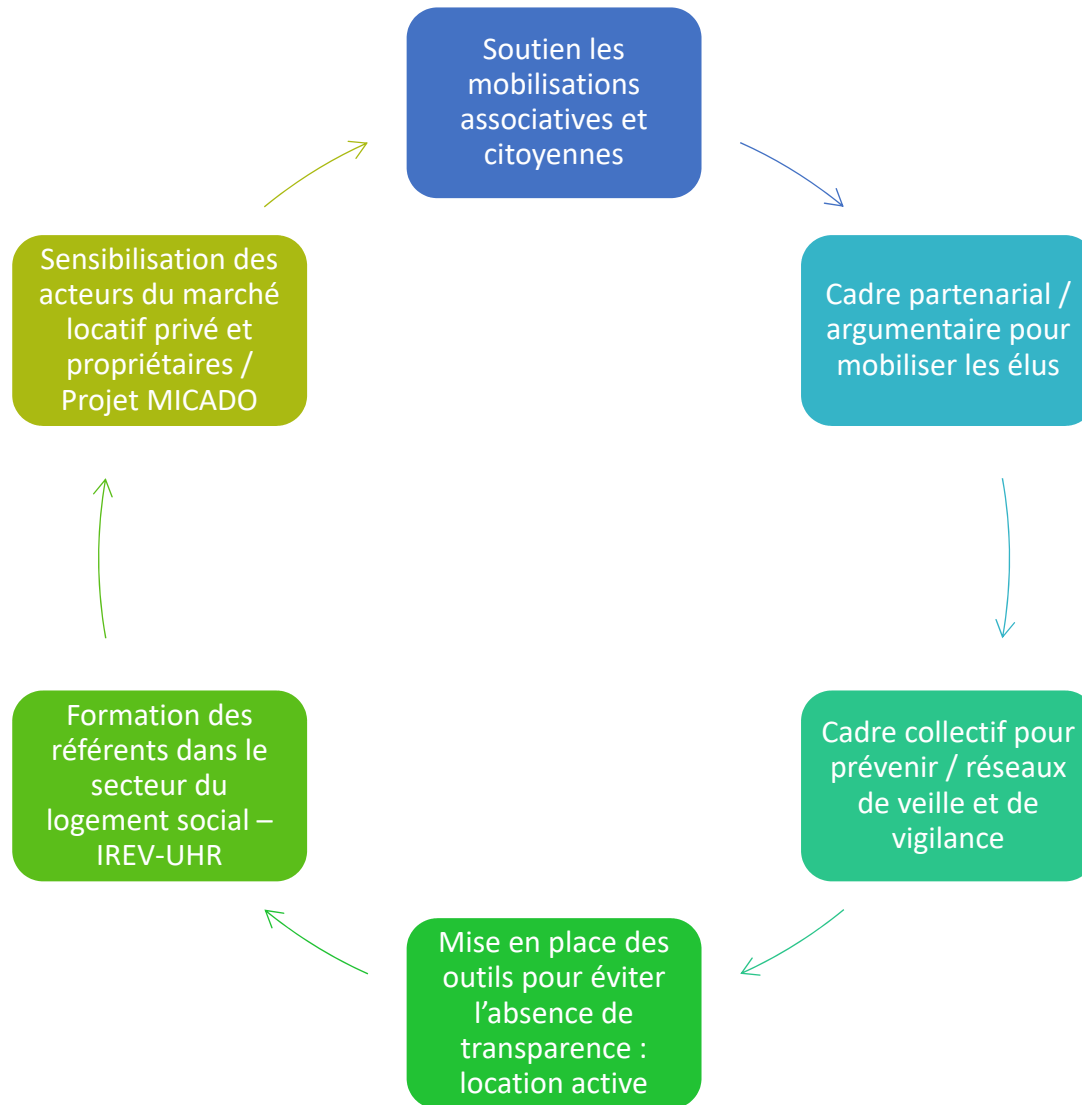 Soutien les
mobilisations
associatives et
citoyennes
Cadre partenarial /
argumentaire pour
mobiliser les élus
Cadre collectif pour
prévenir / réseaux
de veille et de
vigilance
Mise en place des
outils pour éviter
l’absence de
transparence :
location active
Formation des
référents dans le
secteur du
logement social –
IREV-UHR
Sensibilisation des
acteurs du marché
locatif privé et
propriétaires /
Projet MICADO